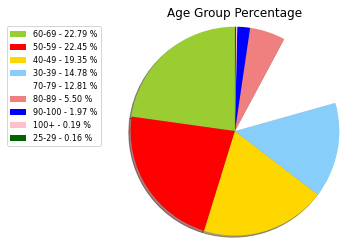 Age Group Percentage
60-69 - 22.79 %
50-59 - 22.45 %
40-49 - 19.35 %
30-39 - 14.78 %
70-79 - 12.81 %
80-89 - 5.50 %
90-100 - 1.97 %
100+ - 0.19 %
25-29 - 0.16 %